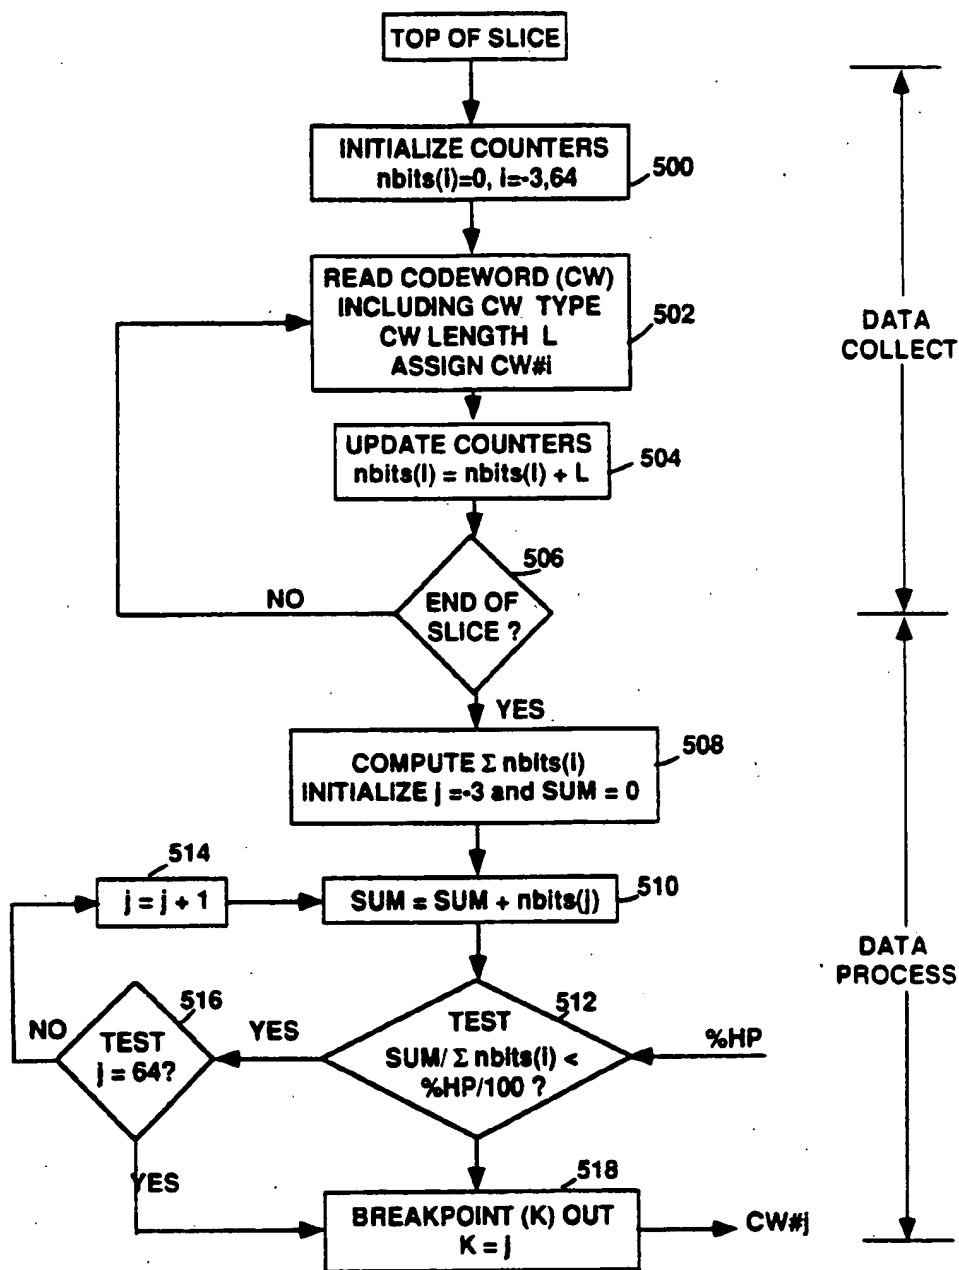 TOP OF SLICE
INITIALIZE COUNTERS
nbits(i)=0, i=-3,64
500
READ CODEWORD (CW)
INCLUDING CW TYPE
CW LENGTH L
ASSIGN CW#i
502
DATA
COLLECT
UPDATE COUNTERS
nbits(I) = nbits(I) + L
504
506
END OF
SLICE ?
NO
YES
COMPUTE Σ nbits(i)
INITIALIZE j =-3 and SUM = 0
508
514
j = j + 1
SUM = SUM + nbits(j)
510
DATA
PROCESS
516
TEST
j = 64?
NO
YES
512
TEST
SUM/ Σ nbits(i) <
%HP/100 ?
%HP
YES
518
BREAKPOINT (K) OUT
K = j
CW#j